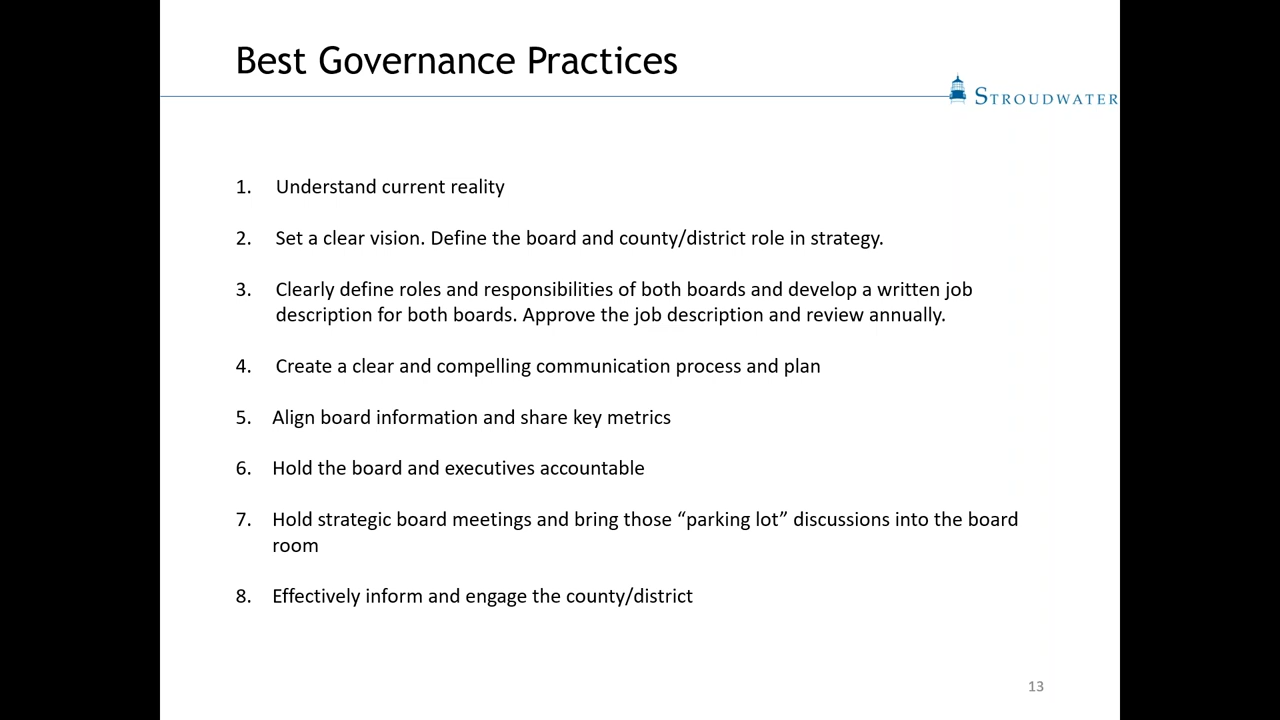 Best Governance Practices
STROUDWATER
1. Understand current reality
2. Set a clear vision. Define the board and county/district role in strategy.
3. Clearly define roles and responsibilities of both boards and develop a written job
description for both boards. Approve the job description and review annually.
4. Create a clear and compelling communication process and plan
5. Align board information and share key metrics
6. Hold the board and executives accountable
7. Hold strategic board meetings and bring those “parking lot” discussions into the board
room
8. Effectively inform and engage the county/district
13